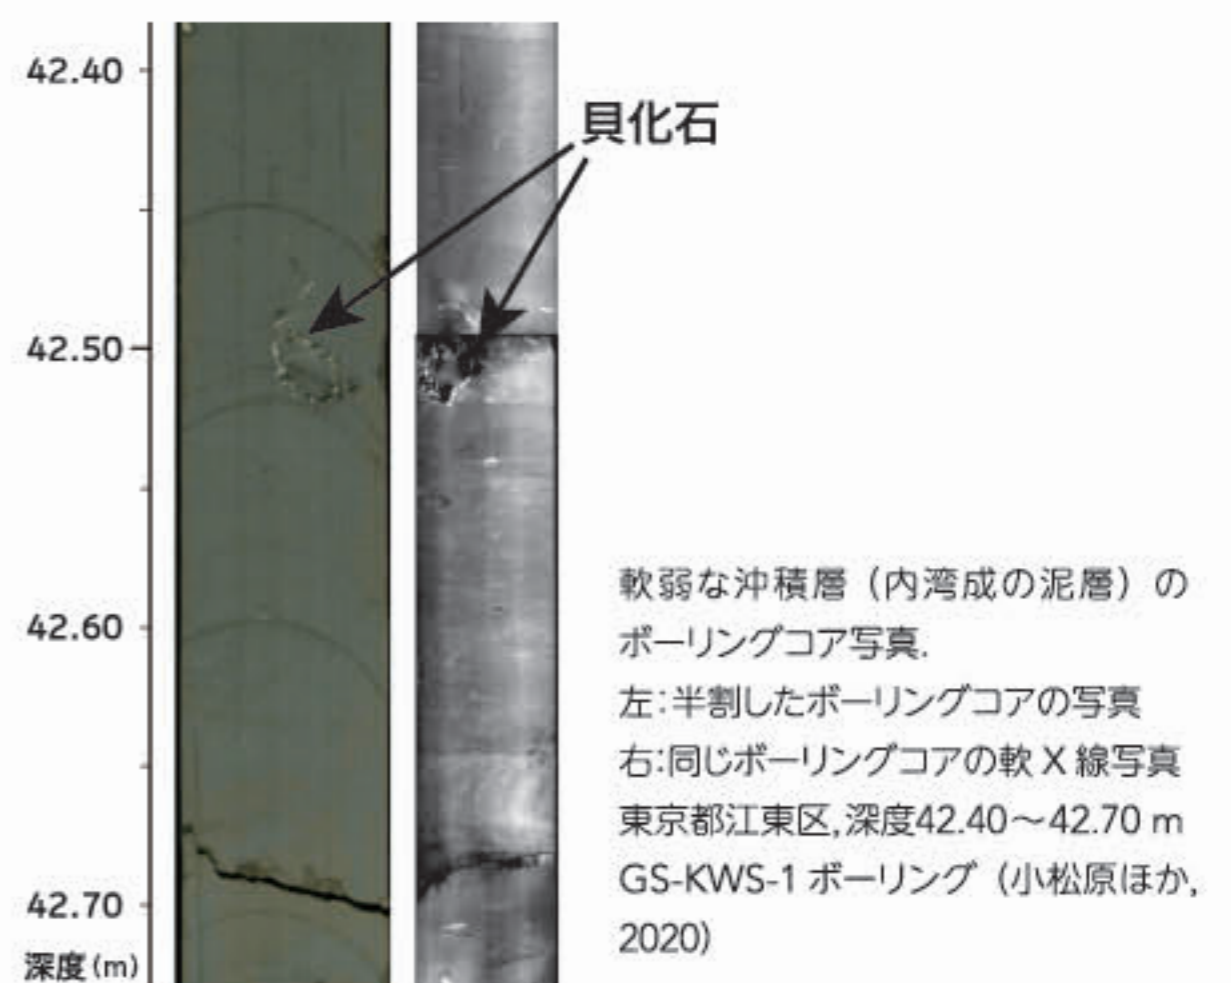 42.40
貝化石
42.50
42.60
42.70
深度(m)
軟弱な沖積層（内湾成の泥層）の
ボーリングコア写真.
左:半割したボーリングコアの写真
右:同じボーリングコアの軟X線写真
東京都江東区,深度42.40〜42.70 m
GS-KWS-1 ボーリング（小松原ほか,
2020)